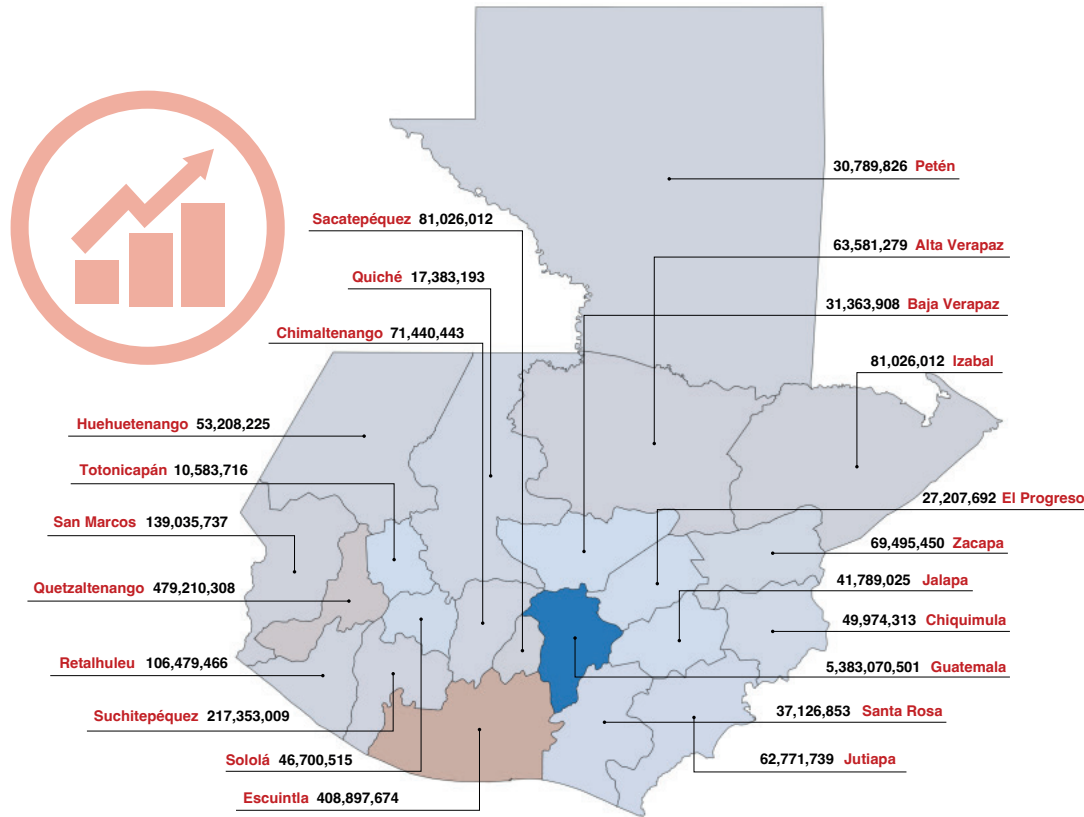 30,789,826 Petén
Sacatepéquez 81,026,012
63,581,279 Alta Verapaz
Quiché 17,383,193
31,363,908 Baja Verapaz
Chimaltenango 71,440,443
81,026,012 Izabal
Huehuetenango 53,208,225
Totonicapán 10,583,716
27,207,692 El Progreso
San Marcos 139,035,737
69,495,450 Zacapa
41,789,025 Jalapa
Quetzaltenango 479,210,308
49,974,313 Chiquimula
Retalhuleu 106,479,466
5,383,070,501 Guatemala
Suchitepéquez 217,353,009
37,126,853 Santa Rosa
Sololá 46,700,515
62,771,739 Jutiapa
Escuintla 408,897,674